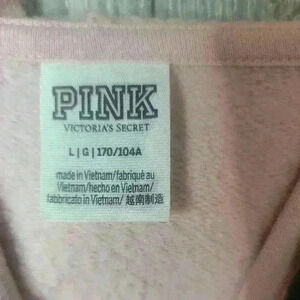 PINK
VICTORIA'S SECRET
L | G | 170/104A
made in Vietnam/fabriqué au
Vietnam/hecho en Vietnam/
fabbricato in Vietnam/ 越南制造